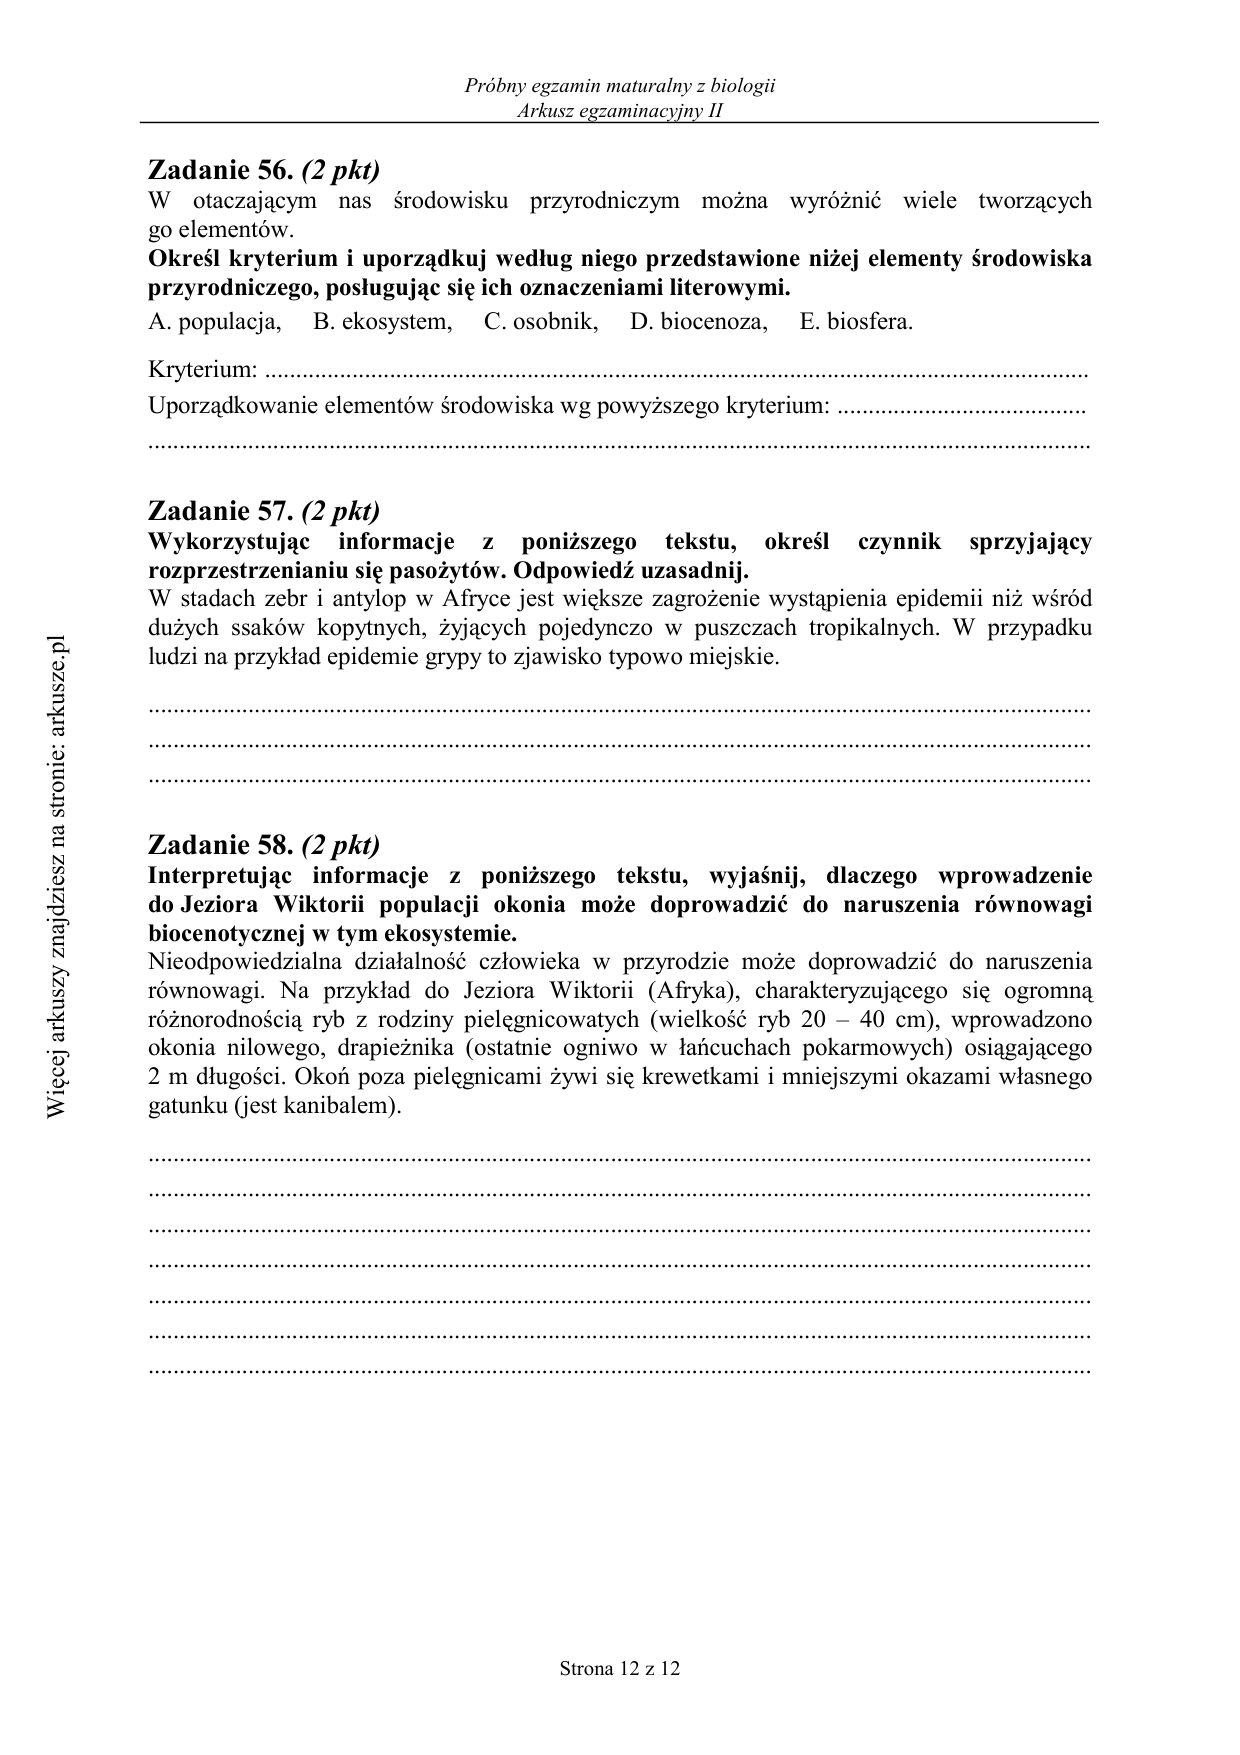 Próbny egzamin maturalny z biologii
Arkusz egzaminacyjny II
Zadanie 56. (2 pkt)
W otaczającym nas środowisku przyrodniczym można wyróżnić wiele tworzących
go elementów.
Określ kryterium i uporządkuj według niego przedstawione niżej elementy środowiska
przyrodniczego, posługując się ich oznaczeniami literowymi.
A. populacja, B. ekosystem, C. osobnik, D. biocenoza, E. biosfera.
Kryterium: ....................................................................................................................................
Uporządkowanie elementów środowiska wg powyższego kryterium: ........................................
.......................................................................................................................................................
Zadanie 57. (2 pkt)
Wykorzystując informacje z poniższego tekstu, określ czynnik sprzyjający
rozprzestrzenianiu się pasożytów. Odpowiedź uzasadnij.
W stadach zebr i antylop w Afryce jest większe zagrożenie wystąpienia epidemii niż wśród
dużych ssaków kopytnych, żyjących pojedynczo w puszczach tropikalnych. W przypadku
ludzi na przykład epidemie grypy to zjawisko typowo miejskie.
.......................................................................................................................................................
.......................................................................................................................................................
.......................................................................................................................................................
Zadanie 58. (2 pkt)
Interpretując informacje z poniższego tekstu, wyjaśnij, dlaczego wprowadzenie
do Jeziora Wiktorii populacji okonia może doprowadzić do naruszenia równowagi
biocenotycznej w tym ekosystemie.
Nieodpowiedzialna działalność człowieka w przyrodzie może doprowadzić do naruszenia
równowagi. Na przykład do Jeziora Wiktorii (Afryka), charakteryzującego się ogromną
różnorodnością ryb z rodziny pielęgnicowatych (wielkość ryb 20 – 40 cm), wprowadzono
okonia nilowego, drapieżnika (ostatnie ogniwo w łańcuchach pokarmowych) osiągającego
2 m długości. Okoń poza pielęgnicami żywi się krewetkami i mniejszymi okazami własnego
gatunku (jest kanibalem).
.......................................................................................................................................................
.......................................................................................................................................................
.......................................................................................................................................................
.......................................................................................................................................................
.......................................................................................................................................................
.......................................................................................................................................................
.......................................................................................................................................................
Strona 12 z 12
Więcej arkuszy znajdziesz na stronie: arkusze.pl